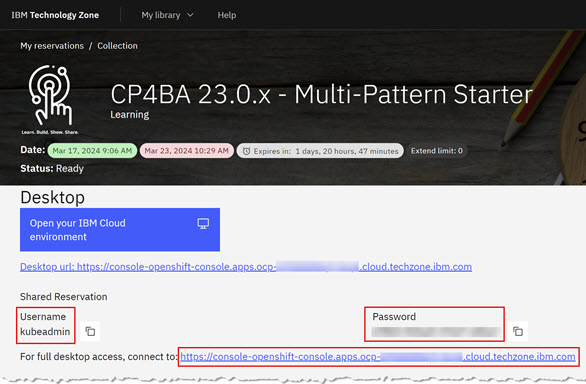 IBM Technology Zone
My library
Help
My reservations / Collection
CP4BA 23.0.x - Multi-Pattern Starter
Learning
Learn. Build. Show. Share.
Date: Mar 17, 2024 9:06 AM Mar 23, 2024 10:29 AM Expires in: 1 days, 20 hours, 47 minutes Extend limit: 0
Status: Ready
Desktop
Open your IBM Cloud
environment
Desktop url: https://console-openshift-console.apps.ocp- .cloud.techzone.ibm.com
Shared Reservation
Username
kubeadmin
Password
For full desktop access, connect to: https://console-openshift-console.apps.ocp- .cloud.techzone.ibm.com